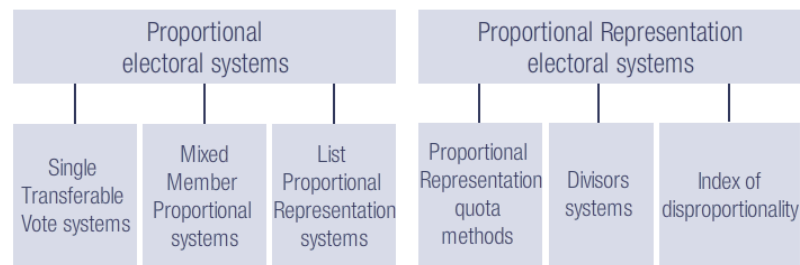 Proportional
electoral systems
Proportional Representation
electoral systems
Single
Transferable
Vote systems
Mixed
Member
Proportional
systems
List
Proportional
Representation
systems
Proportional
Representation
quota
methods
Divisors
systems
Index of
disproportionality